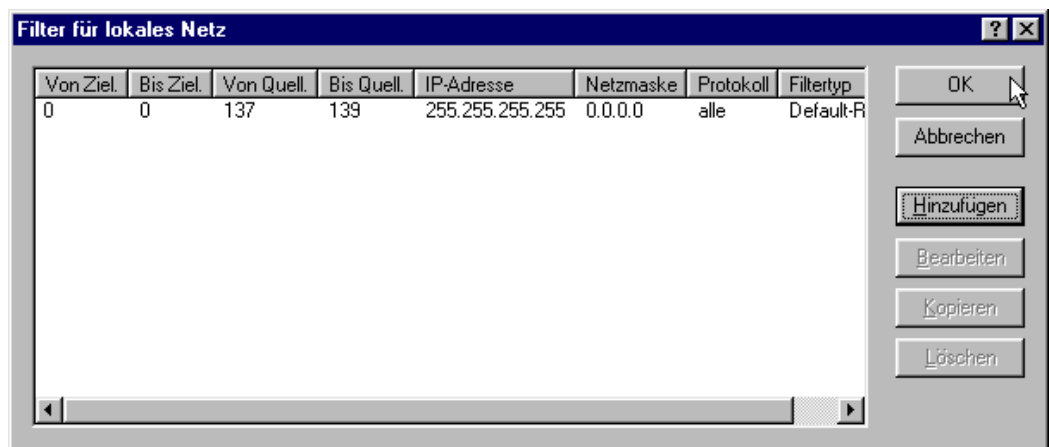 Filter für lokales Netz
Von Ziel. Bis Ziel. Von Quell. Bis Quell. IP-Adresse Netzmaske Protokoll Filtertyp
0 0 137 139 255.255.255.255 0.0.0.0 alle Default-R
OK
Abbrechen
Hinzufügen
Bearbeiten
Kopieren
Löschen